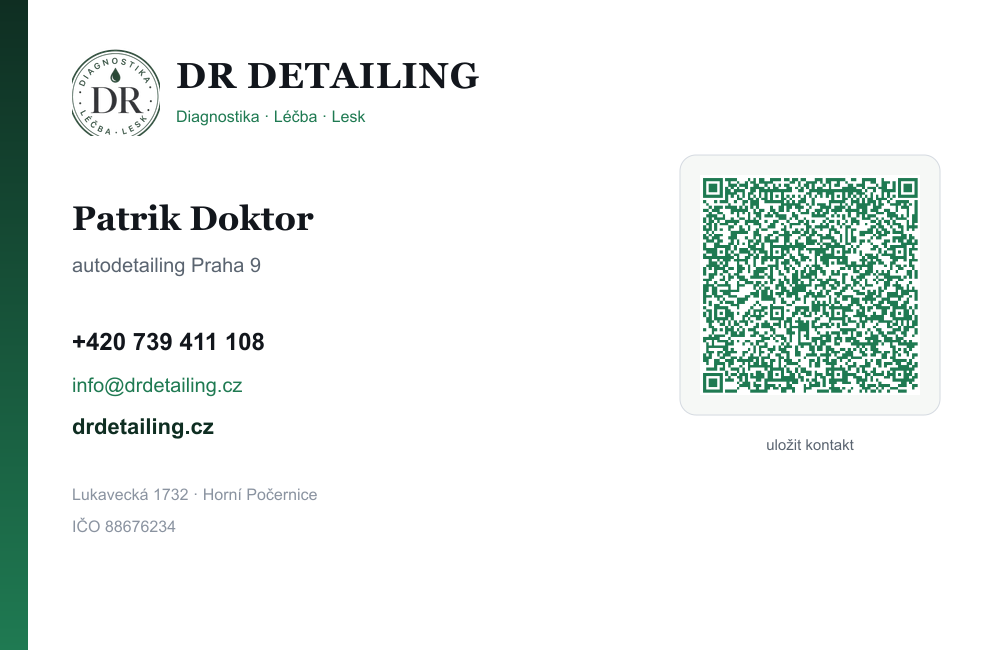 DIAGNOSTIKA
DR
LÉČBA · LESK
DR DETAILING
Diagnostika · Léčba · Lesk
Patrik Doktor
autodetailing Praha 9
+420 739 411 108
info@drdetailing.cz
drdetailing.cz
uložit kontakt
Lukavecká 1732 · Horní Počernice
IČO 88676234